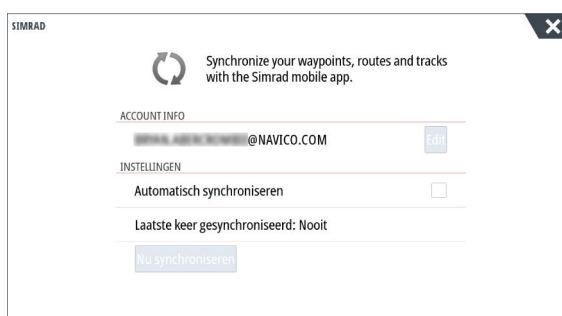 SIMRAD
Synchronize your waypoints, routes and tracks
with the Simrad mobile app.
ACCOUNT INFO
@NAVICO.COM
Edit
INSTELLINGEN
Automatisch synchroniseren
Laatste keer gesynchroniseerd: Nooit
Nu synchroniseren